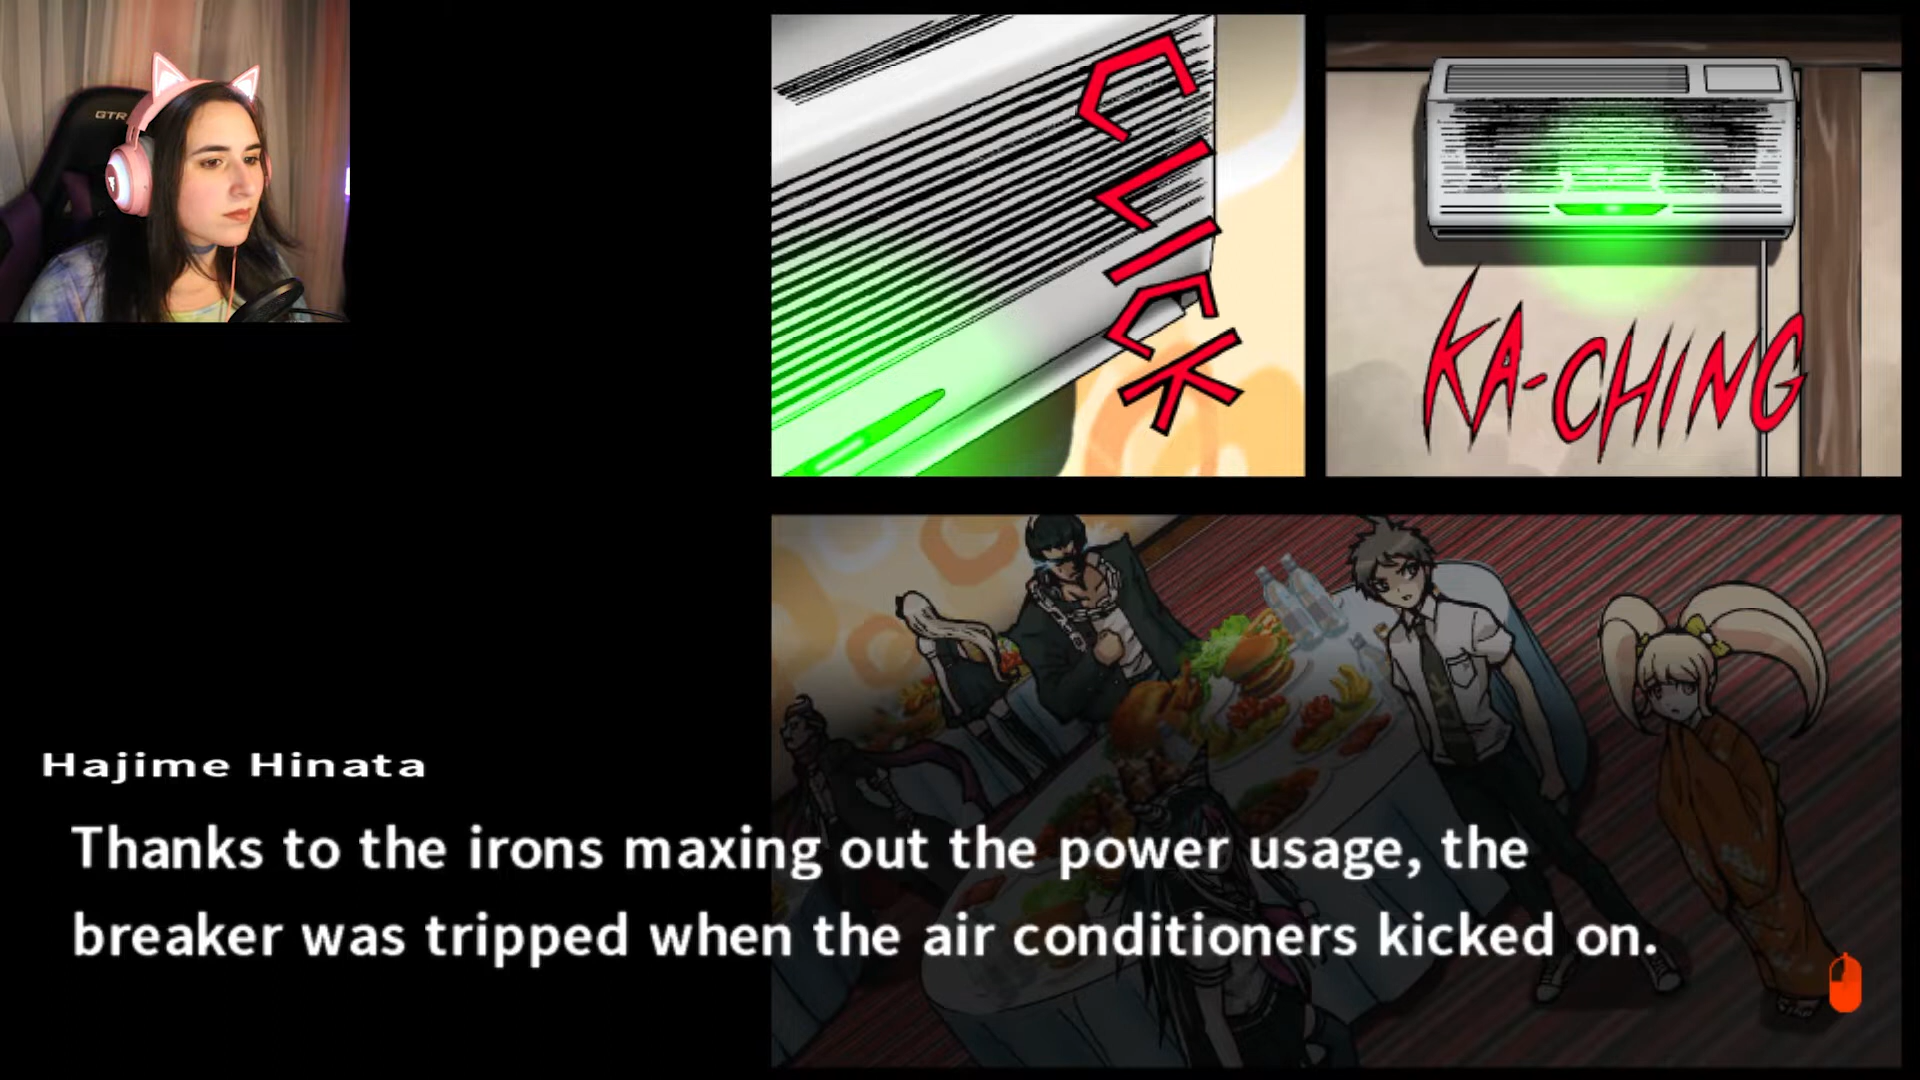 GTR
CLICK
KA-CHING
Hajime Hinata
Thanks to the irons maxing out the power usage, the
breaker was tripped when the air conditioners kicked on.